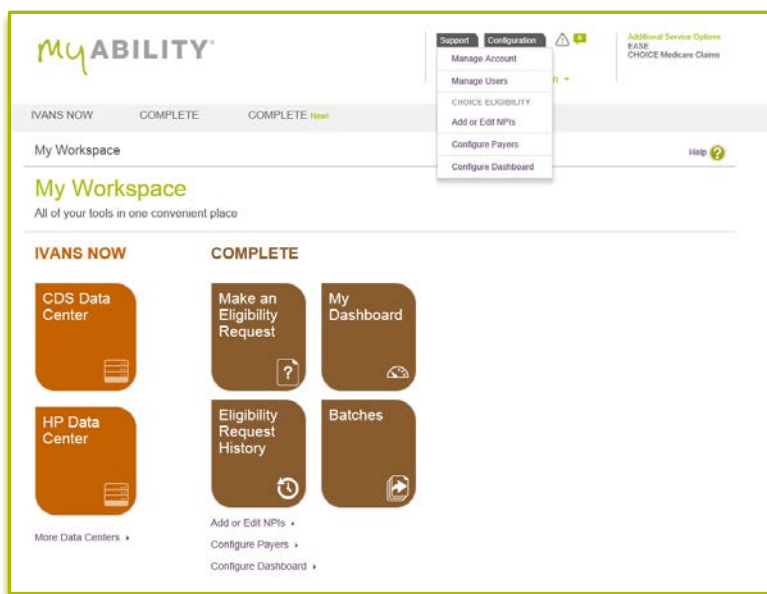 MyABILITY
Support Configuration
Additional Service Options
EASE
CHOICE Medicare Claims
Manage Account
Manage Users
CHOICE ELIGIBILITY
Add or Edit NPIs
Configure Payers
Configure Dashboard
IVANS NOW COMPLETE COMPLETE New!
My Workspace
Help ?
My Workspace
All of your tools in one convenient place
IVANS NOW COMPLETE
CDS Data
Center
Make an
Eligibility
Request
?
My
Dashboard
HP Data
Center
Eligibility
Request
History
Batches
More Data Centers
Add or Edit NPIs
Configure Payers
Configure Dashboard